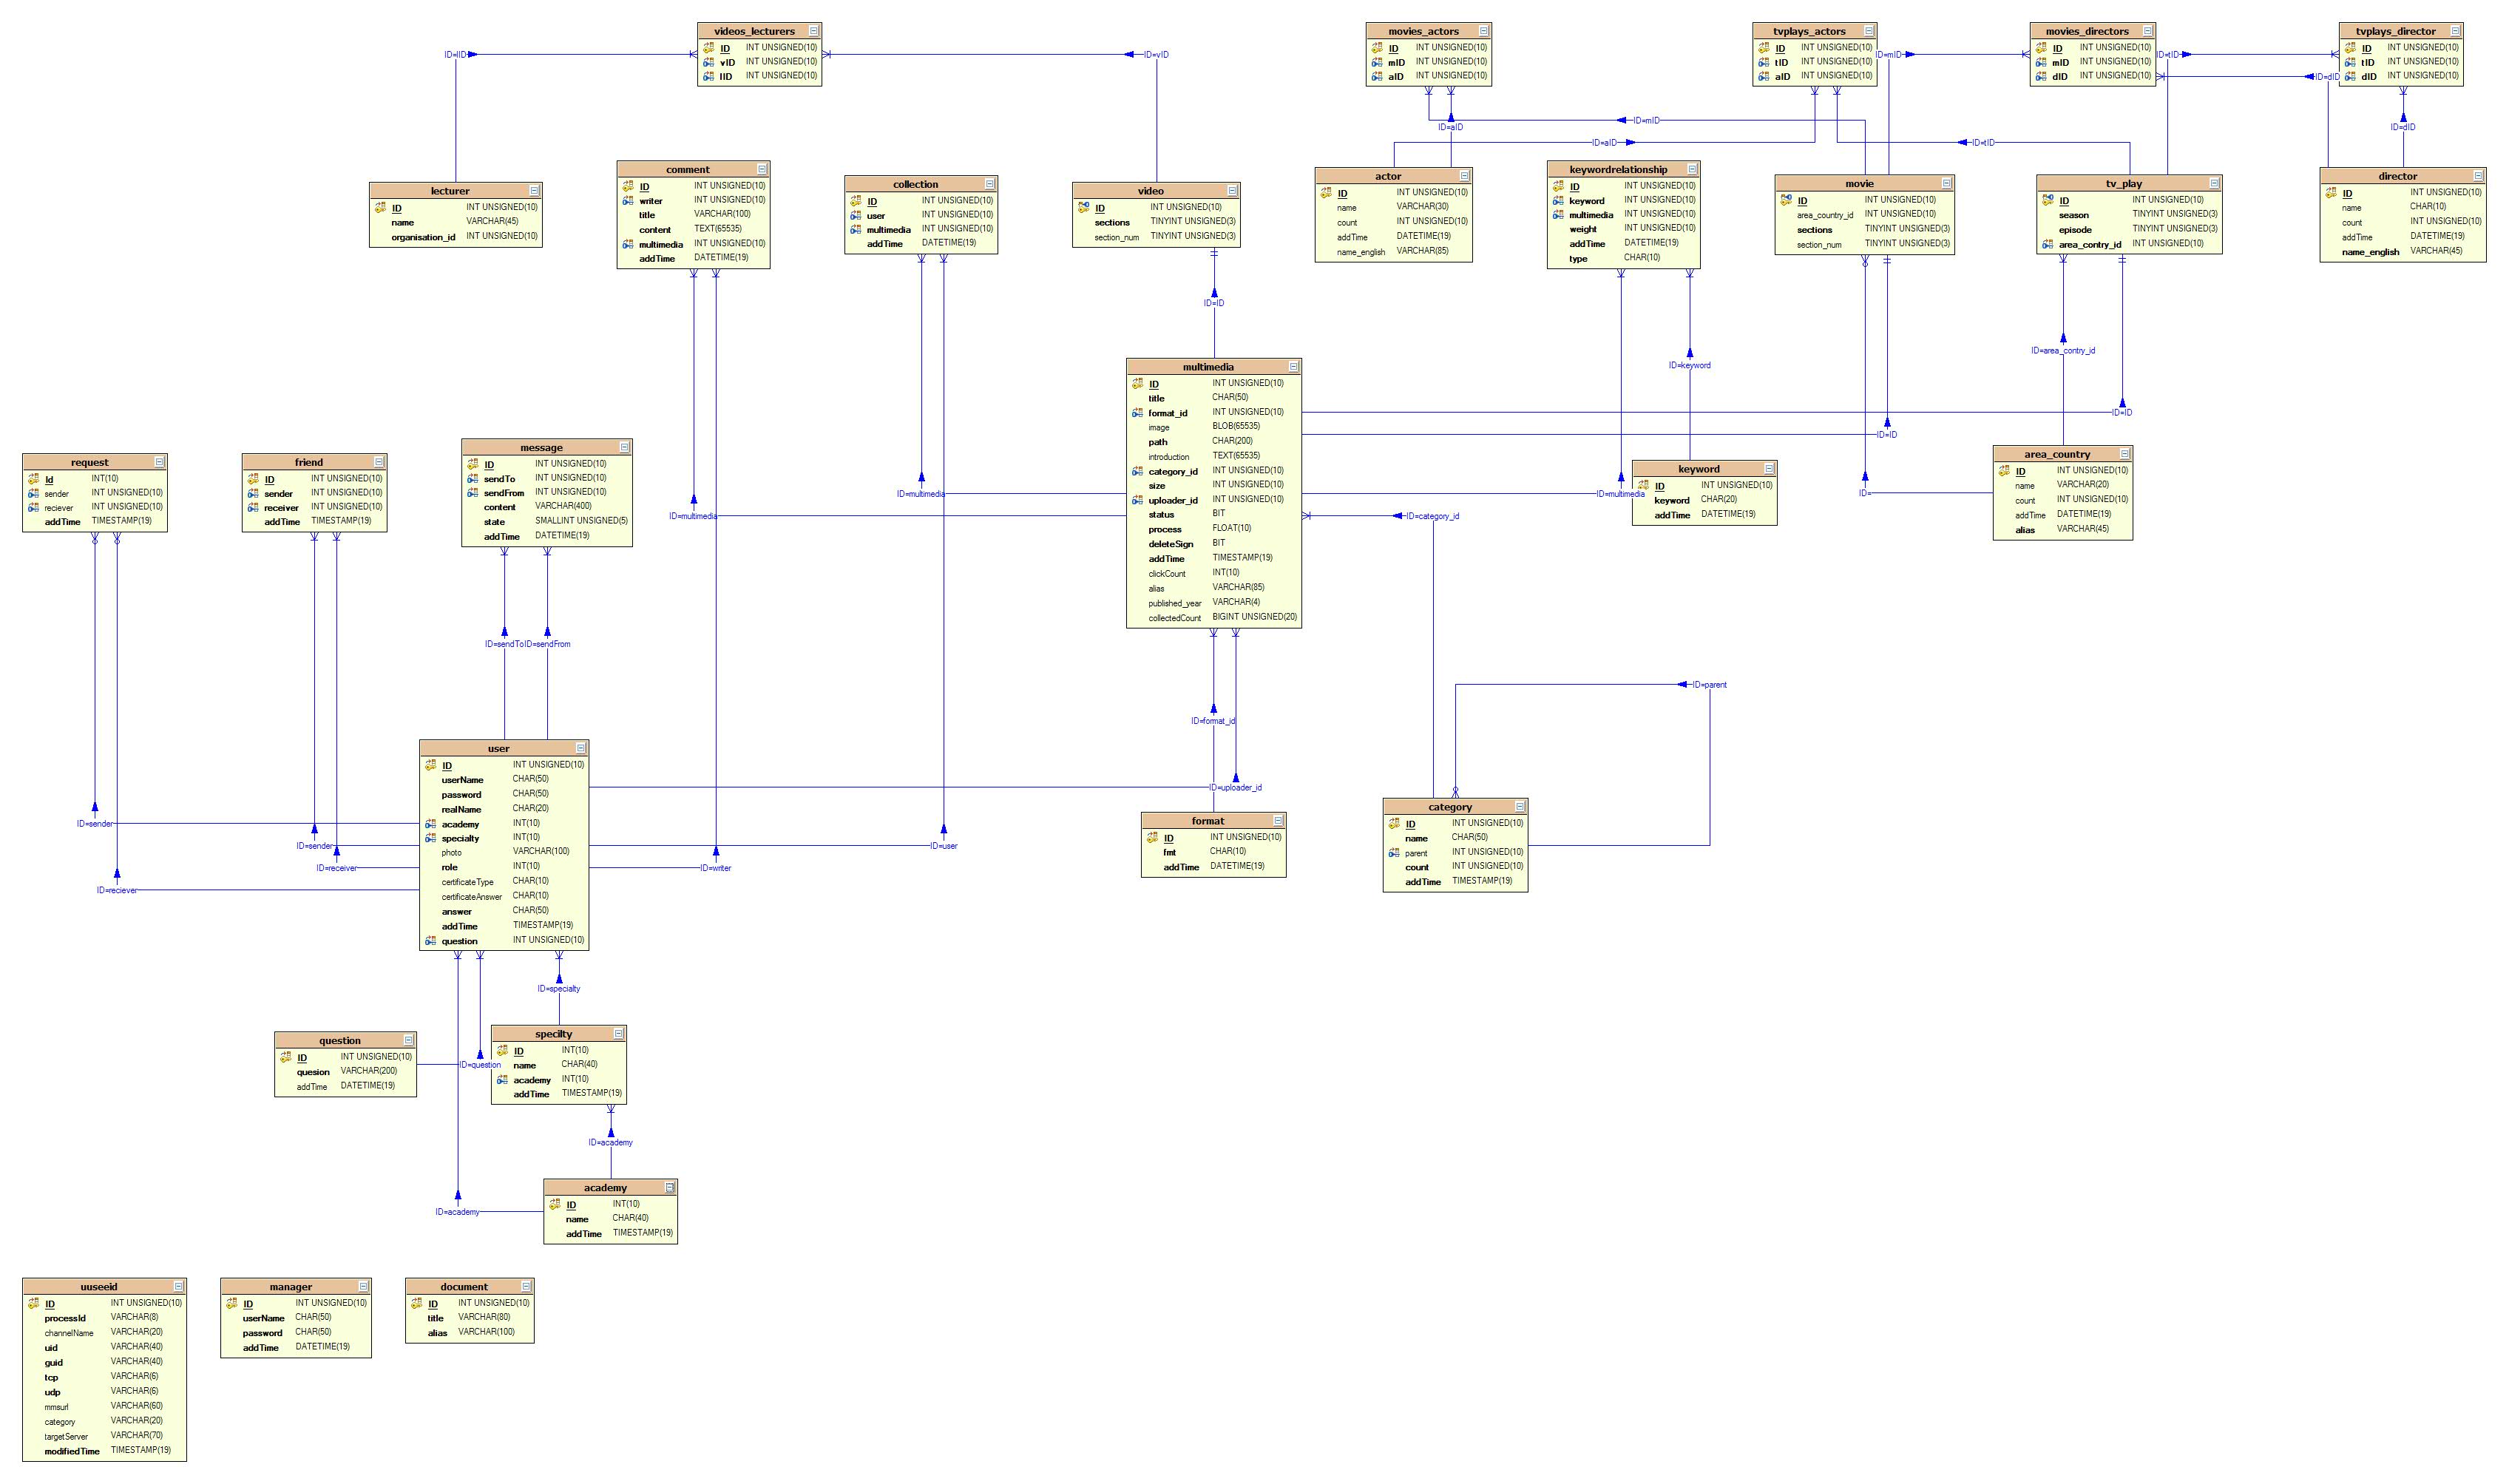 videos_lecturers
ID INT UNSIGNED(10)
vID INT UNSIGNED(10)
lID INT UNSIGNED(10)
movies_actors
ID INT UNSIGNED(10)
mID INT UNSIGNED(10)
aID INT UNSIGNED(10)
tvplays_actors
ID INT UNSIGNED(10)
tID INT UNSIGNED(10)
aID INT UNSIGNED(10)
movies_directors
ID INT UNSIGNED(10)
mID INT UNSIGNED(10)
dID INT UNSIGNED(10)
tvplays_director
ID INT UNSIGNED(10)
tID INT UNSIGNED(10)
dID INT UNSIGNED(10)
ID=lID
ID=vID
ID=mID
ID=tID
ID=dID
ID=mID
ID=aID
ID=dID
ID=aID
ID=tID
lecturer
ID INT UNSIGNED(10)
name VARCHAR(45)
organisation_id INT UNSIGNED(10)
comment
ID INT UNSIGNED(10)
writer INT UNSIGNED(10)
title VARCHAR(100)
content TEXT(65535)
multimedia INT UNSIGNED(10)
addTime DATETIME(19)
collection
ID INT UNSIGNED(10)
user INT UNSIGNED(10)
multimedia INT UNSIGNED(10)
addTime DATETIME(19)
video
ID INT UNSIGNED(10)
sections TINYINT UNSIGNED(3)
section_num TINYINT UNSIGNED(3)
actor
ID INT UNSIGNED(10)
name VARCHAR(30)
count INT UNSIGNED(10)
addTime DATETIME(19)
name_english VARCHAR(85)
keywordrelationship
ID INT UNSIGNED(10)
keyword INT UNSIGNED(10)
multimedia INT UNSIGNED(10)
weight INT UNSIGNED(10)
addTime DATETIME(19)
type CHAR(10)
movie
ID INT UNSIGNED(10)
area_country_id INT UNSIGNED(10)
sections TINYINT UNSIGNED(3)
section_num TINYINT UNSIGNED(3)
tv_play
ID INT UNSIGNED(10)
season TINYINT UNSIGNED(3)
episode TINYINT UNSIGNED(3)
area_contry_id INT UNSIGNED(10)
director
ID INT UNSIGNED(10)
name CHAR(10)
count INT UNSIGNED(10)
addTime DATETIME(19)
name_english VARCHAR(45)
ID=ID
ID=area_contry_id
ID=keyword
multimedia
ID INT UNSIGNED(10)
title CHAR(50)
format_id INT UNSIGNED(10)
image BLOB(65535)
path CHAR(200)
introduction TEXT(65535)
category_id INT UNSIGNED(10)
size INT UNSIGNED(10)
uploader_id INT UNSIGNED(10)
status BIT
process FLOAT(10)
deleteSign BIT
addTime TIMESTAMP(19)
clickCount INT(10)
alias VARCHAR(85)
published_year VARCHAR(4)
collectedCount BIGINT UNSIGNED(20)
ID=ID
ID=ID
request
Id INT(10)
sender INT UNSIGNED(10)
reciever INT UNSIGNED(10)
addTime TIMESTAMP(19)
friend
ID INT UNSIGNED(10)
sender INT UNSIGNED(10)
receiver INT UNSIGNED(10)
addTime TIMESTAMP(19)
message
ID INT UNSIGNED(10)
sendTo INT UNSIGNED(10)
sendFrom INT UNSIGNED(10)
content VARCHAR(400)
state SMALLINT UNSIGNED(5)
addTime DATETIME(19)
keyword
ID INT UNSIGNED(10)
keyword CHAR(20)
addTime DATETIME(19)
area_country
ID INT UNSIGNED(10)
name VARCHAR(20)
count INT UNSIGNED(10)
addTime DATETIME(19)
alias VARCHAR(45)
ID=multimedia
ID=multimedia
ID=
ID=multimedia
ID=category_id
ID=sendTo
ID=sendFrom
ID=parent
ID=format_id
user
ID INT UNSIGNED(10)
userName CHAR(50)
password CHAR(50)
realName CHAR(20)
academy INT(10)
specialty INT(10)
photo VARCHAR(100)
role INT(10)
certificateType CHAR(10)
certificateAnswer CHAR(10)
answer CHAR(50)
addTime TIMESTAMP(19)
question INT UNSIGNED(10)
ID=uploader_id
format
ID INT UNSIGNED(10)
fmt CHAR(10)
addTime DATETIME(19)
category
ID INT UNSIGNED(10)
name CHAR(50)
parent INT UNSIGNED(10)
count INT UNSIGNED(10)
addTime TIMESTAMP(19)
ID=sender
ID=sender
ID=user
ID=receiver
ID=writer
ID=reciever
ID=specialty
question
ID INT UNSIGNED(10)
quesion VARCHAR(200)
addTime DATETIME(19)
ID=question
specilty
ID INT(10)
name CHAR(40)
academy INT(10)
addTime TIMESTAMP(19)
ID=academy
academy
ID INT(10)
name CHAR(40)
addTime TIMESTAMP(19)
ID=academy
uuseeid
ID INT UNSIGNED(10)
processId VARCHAR(8)
channelName VARCHAR(20)
uid VARCHAR(40)
guid VARCHAR(40)
tcp VARCHAR(6)
udp VARCHAR(6)
mmsurl VARCHAR(60)
category VARCHAR(20)
targetServer VARCHAR(70)
modifiedTime TIMESTAMP(19)
manager
ID INT UNSIGNED(10)
userName CHAR(50)
password CHAR(50)
addTime DATETIME(19)
document
ID INT UNSIGNED(10)
title VARCHAR(80)
alias VARCHAR(100)